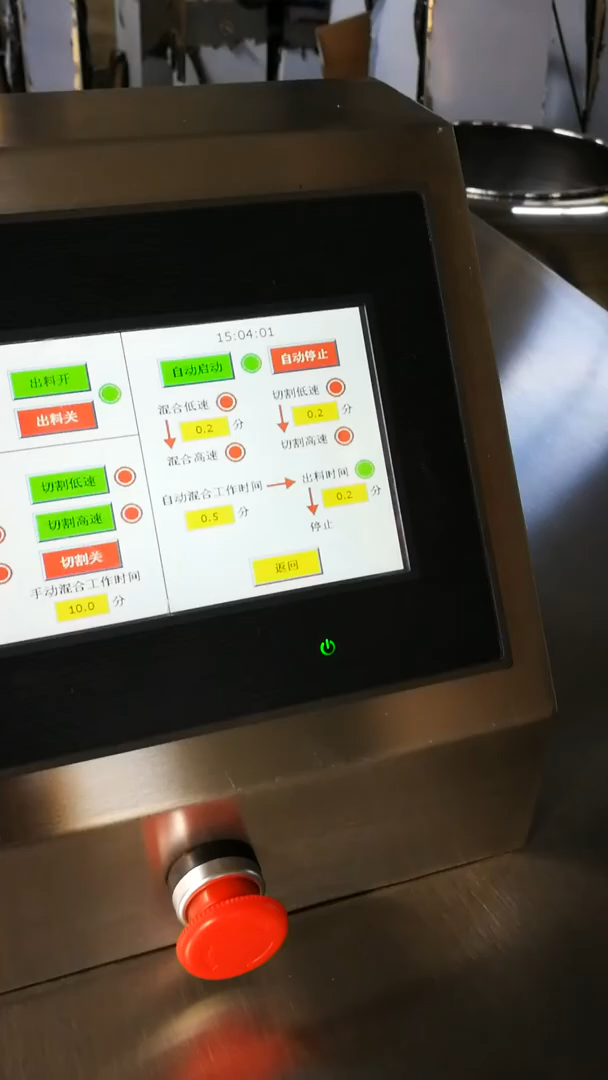 出料开
出料关
切割低速
切割高速
切割关
手动混合工作时间
10.0 分
15:04:01
自动启动 自动停止
混合低速 切割低速
0.2 分 0.2 分
混合高速 切割高速
自动混合工作时间 出料时间
0.5 分 0.2 分
停止
返回